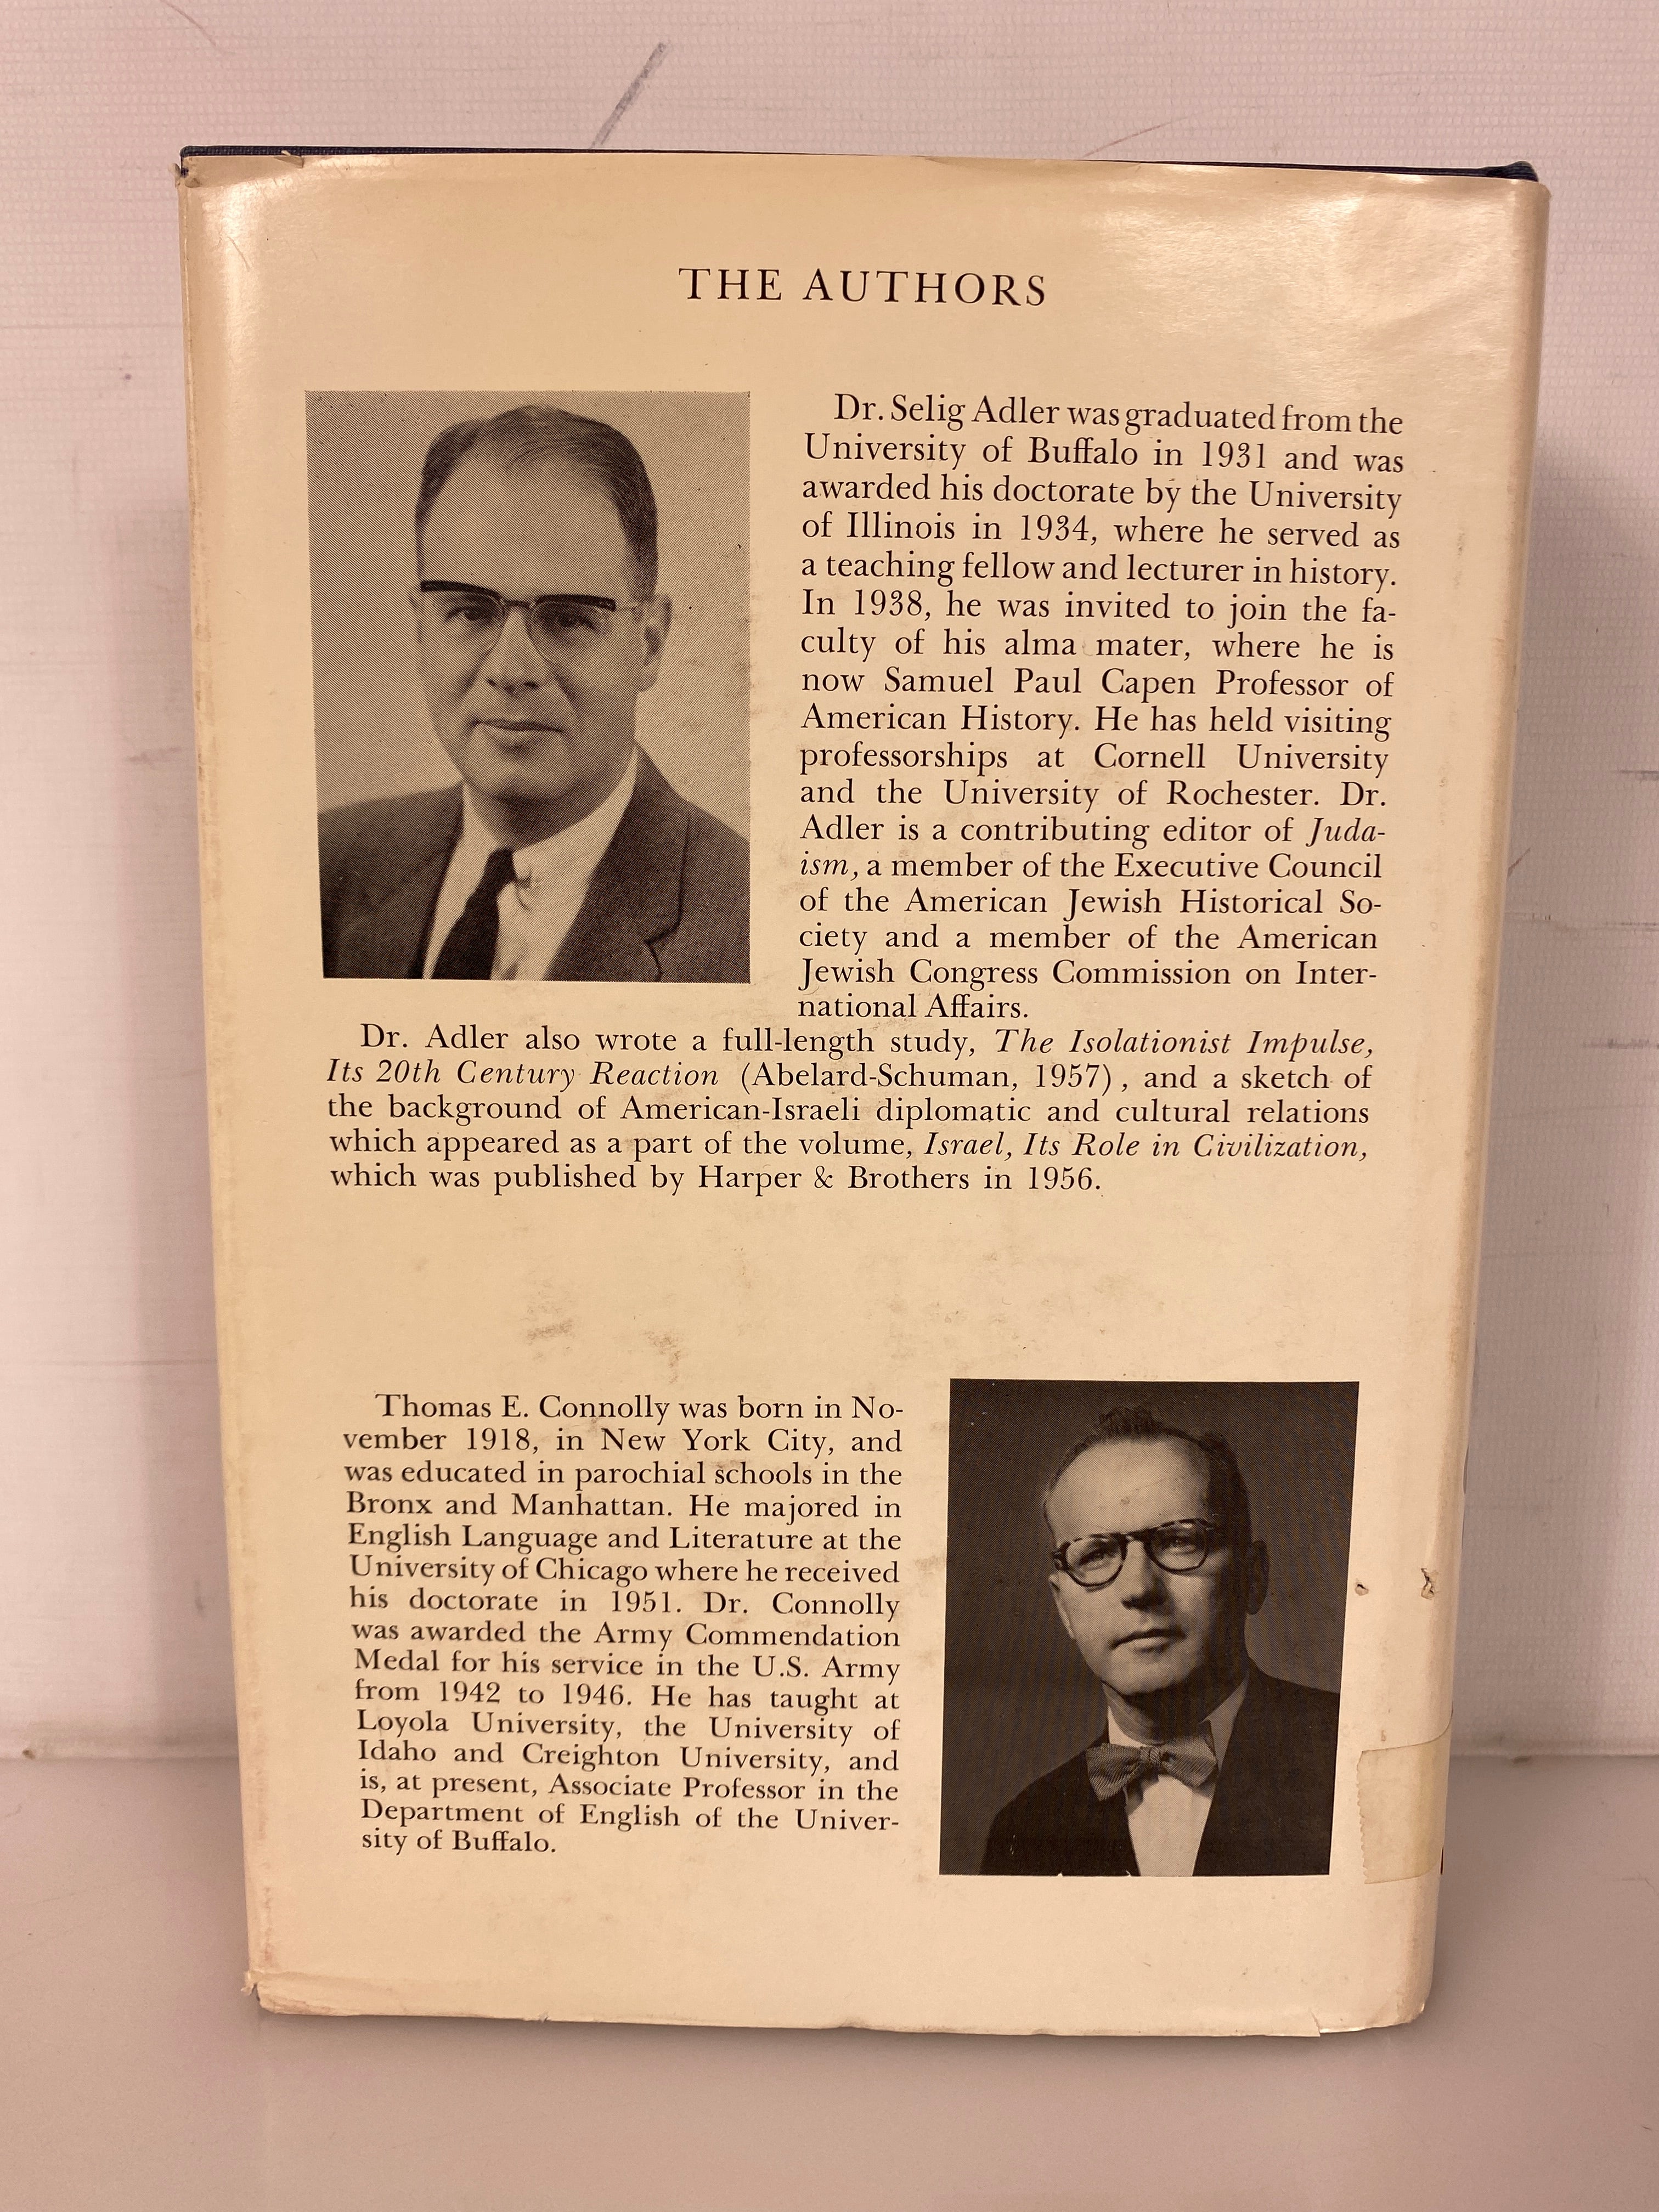 THE AUTHORS
Dr. Selig Adler was graduated from the
University of Buffalo in 1931 and was
awarded his doctorate by the University
of Illinois in 1934, where he served as
a teaching fellow and lecturer in history.
In 1938, he was invited to join the fa-
culty of his alma mater, where he is
now Samuel Paul Capen Professor of
American History. He has held visiting
professorships at Cornell University
and the University of Rochester. Dr.
Adler is a contributing editor of Juda-
ism, a member of the Executive Council
of the American Jewish Historical So-
ciety and a member of the American
Jewish Congress Commission on Inter-
national Affairs.
Dr. Adler also wrote a full-length study, The Isolationist Impulse,
Its 20th Century Reaction (Abelard-Schuman, 1957), and a sketch of
the background of American-Israeli diplomatic and cultural relations
which appeared as a part of the volume, Israel, Its Role in Civilization,
which was published by Harper & Brothers in 1956.
Thomas E. Connolly was born in No-
vember 1918, in New York City, and
was educated in parochial schools in the
Bronx and Manhattan. He majored in
English Language and Literature at the
University of Chicago where he received
his doctorate in 1951. Dr. Connolly
was awarded the Army Commendation
Medal for his service in the U.S. Army
from 1942 to 1946. He has taught at
Loyola University, the University of
Idaho and Creighton University, and
is, at present, Associate Professor in the
Department of English of the Univer-
sity of Buffalo.